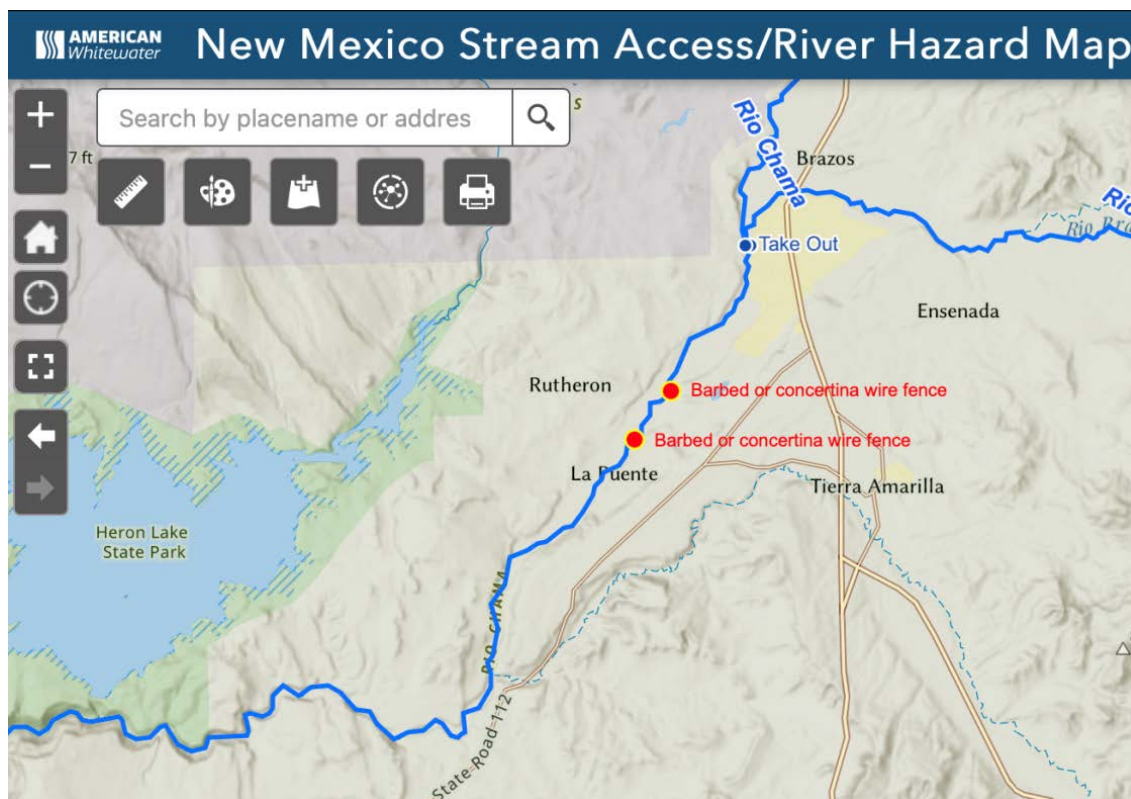 AMERICAN
Whitewater
New Mexico Stream Access/River Hazard Map
Search by placename or addres
S
7 ft
Rio Chama
Brazos
Rio
Rio Bra
Take Out
Ensenada
Rutheron
Barbed or concertina wire fence
Barbed or concertina wire fence
La Puente
Tierra Amarilla
Heron Lake
State Park
RIO CHAMA
State-Road-112